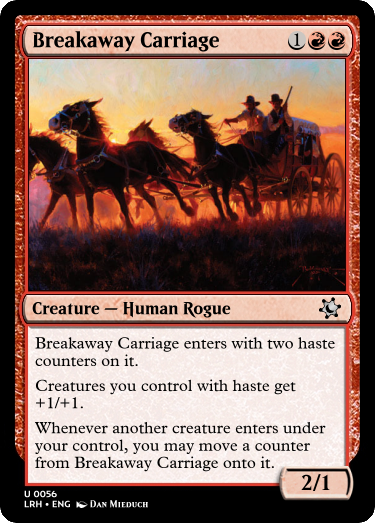 Breakaway Carriage 1
Creature — Human Rogue
Breakaway Carriage enters with two haste
counters on it.
Creatures you control with haste get
+1/+1.
Whenever another creature enters under
your control, you may move a counter
from Breakaway Carriage onto it.
2/1
U 0056
LRH • ENG Dan Mieduch